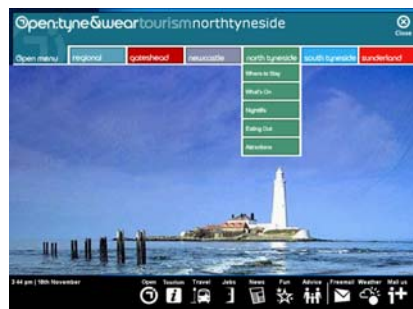 Open:tyne&weartourismnorthtyneside
Close
Open menu regional gateshead newcastle north tyneside south tyneside sunderland
Where to Stay
What's On
Nightlife
Eating Out
Attractions
2:44 pm | 18th November
Open Tourism Travel Jobs News Fun Advice Freemail Weather Mail us